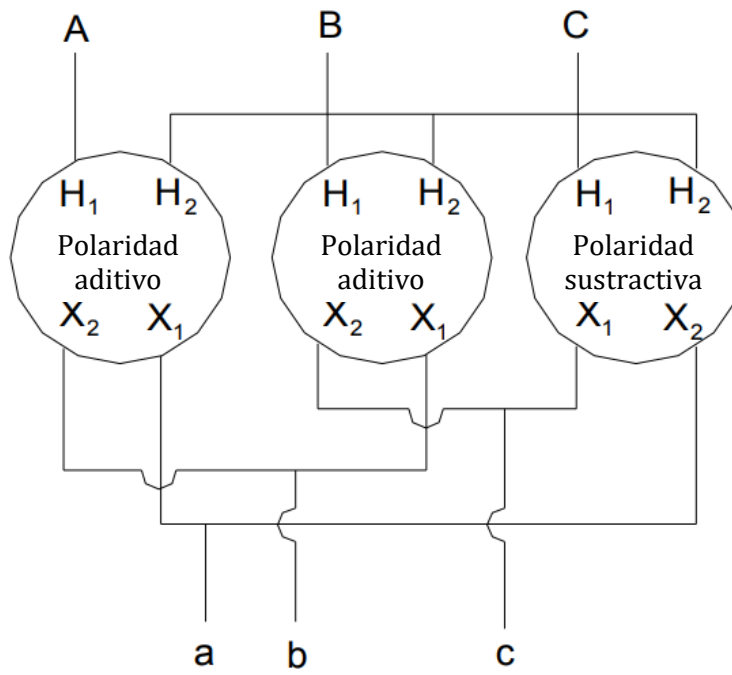 A B C
H₁ H₂ H₁ H₂ H₁ H₂
Polaridad aditivo
Polaridad aditivo
Polaridad sustractiva
X₂ X₁ X₂ X₁ X₁ X₂
a b c